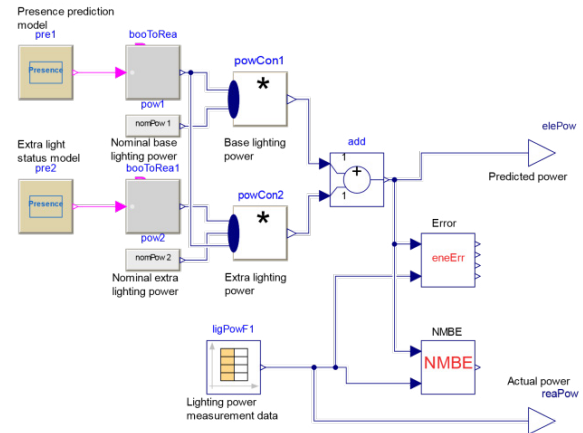 Presence prediction
model
pre1
booToRea
Presence
powCon1
*
pow1
nomPow 1
Nominal base
lighting power
Base lighting
power
add
1
+
1
elePow
Predicted power
Extra light
status model
pre2
booToRea1
Presence
powCon2
*
pow2
nomPow 2
Nominal extra
lighting power
Extra lighting
power
Error
eneErr
ligPowF1
Lighting power
measurement data
NMBE
NMBE
Actual power
reaPow